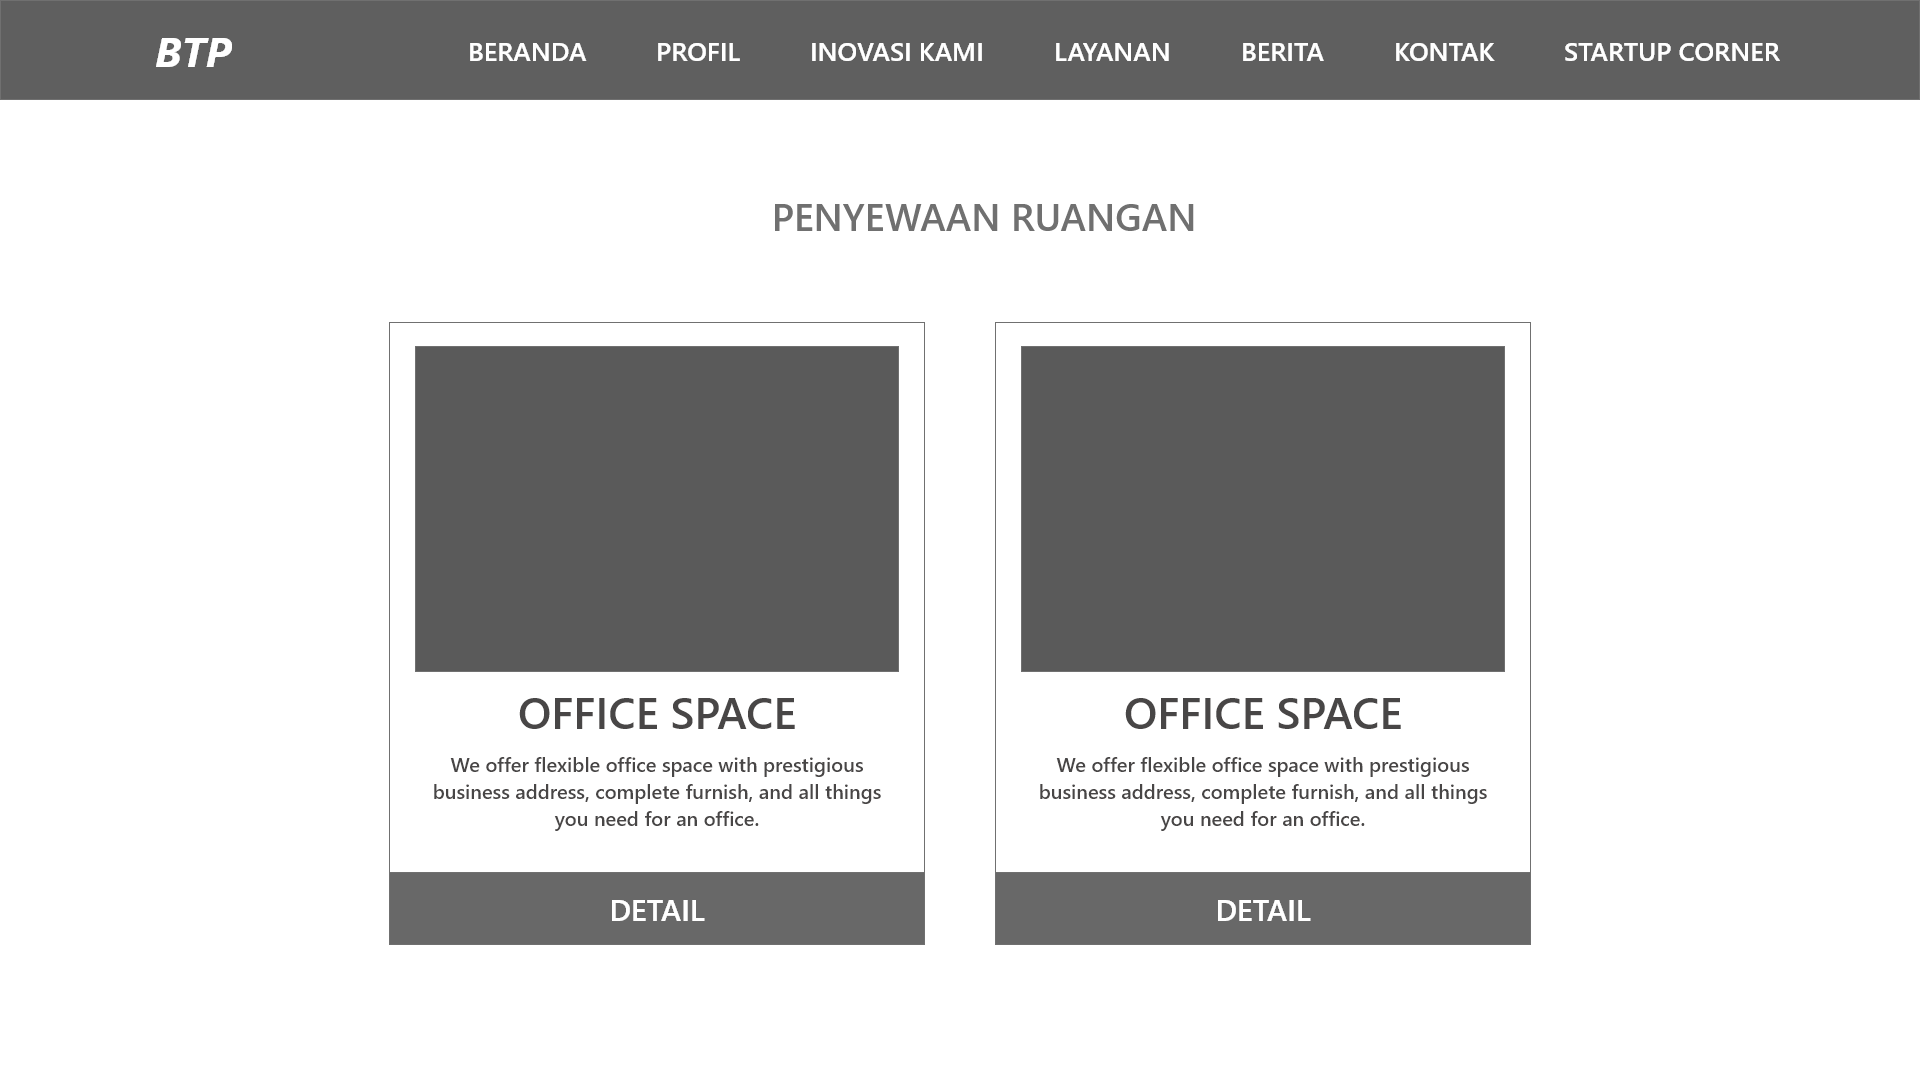 BTP BERANDA PROFIL INOVASI KAMI LAYANAN BERITA KONTAK STARTUP CORNER
PENYEWAAN RUANGAN
OFFICE SPACE
We offer flexible office space with prestigious
business address, complete furnish, and all things
you need for an office.
DETAIL
OFFICE SPACE
We offer flexible office space with prestigious
business address, complete furnish, and all things
you need for an office.
DETAIL